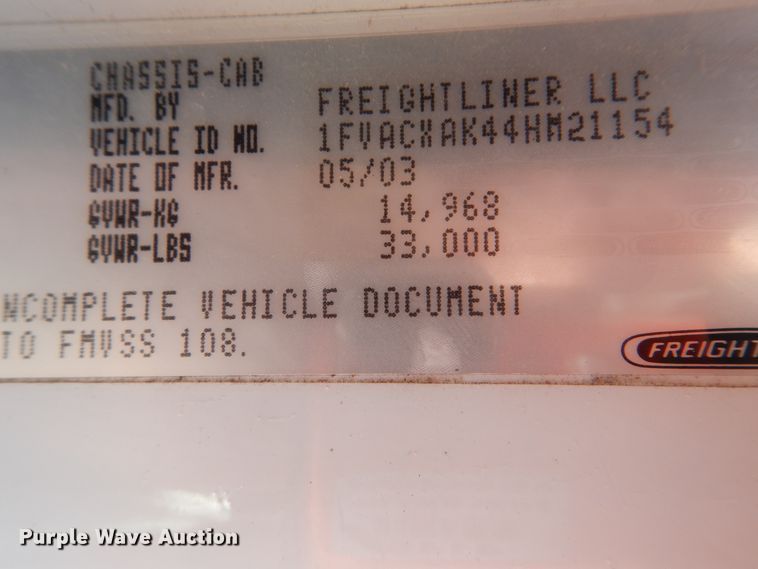 CHASSIS-CAB
MFD. BY FREIGHTLINER LLC
VEHICLE ID NO. 1FVACXAK44HM21154
DATE OF MFR. 05/03
GVWR-KG 14,968
GVWR-LBS 33,000
NCOMPLETE VEHICLE DOCUMENT
TO FMVSS 108.
FREIGHT
Purple Wave Auction